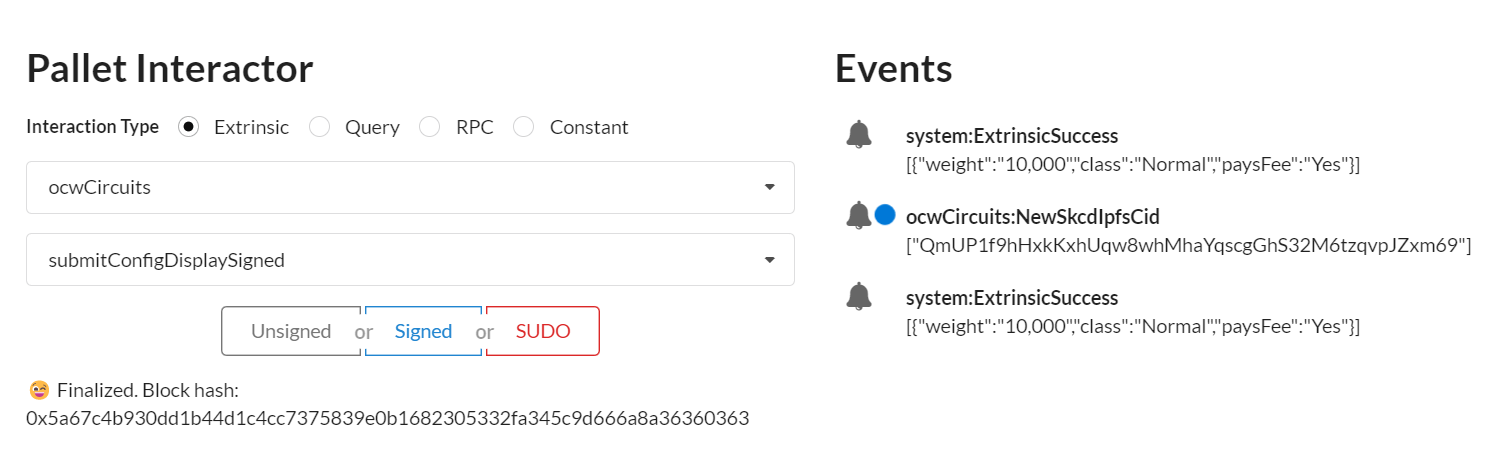 Pallet Interactor
Interaction Type Extrinsic Query RPC Constant
ocwCircuits
submitConfigDisplaySigned
Unsigned or Signed or SUDO
Finalized. Block hash:
0x5a67c4b930dd1b44d1c4cc7375839e0b1682305332fa345c9d666a8a36360363
Events
system:ExtrinsicSuccess
[{"weight":"10,000","class":"Normal","paysFee":"Yes"}]
ocwCircuits:NewSkcdIpfsCid
["QmUP1f9hHxkKxhUqw8whMhaYqscgGhS32M6tzqvpJZxm69"]
system:ExtrinsicSuccess
[{"weight":"10,000","class":"Normal","paysFee":"Yes"}]